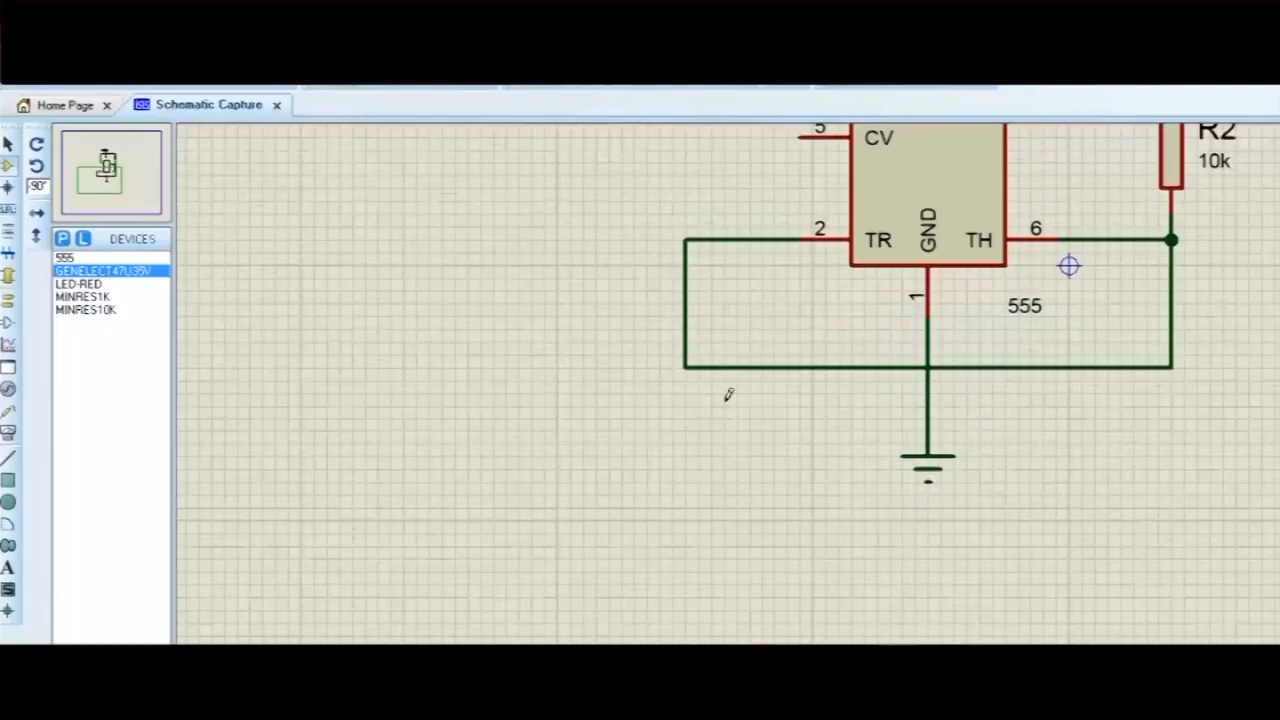 Home Page
Schematic Capture
-90°
P L DEVICES
555
GENELECT47U35V
LED-RED
MINRES1K
MINRES10K
5
CV
R2
10k
2
TR
GND
TH
6
1
555